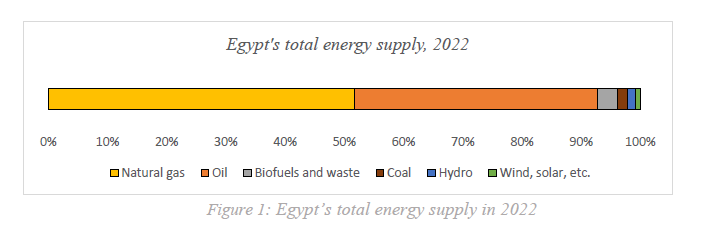 Egypt's total energy supply, 2022
0% 10% 20% 30% 40% 50% 60% 70% 80% 90% 100%
Natural gas Oil Biofuels and waste Coal Hydro Wind, solar, etc.
Figure 1: Egypt’s total energy supply in 2022